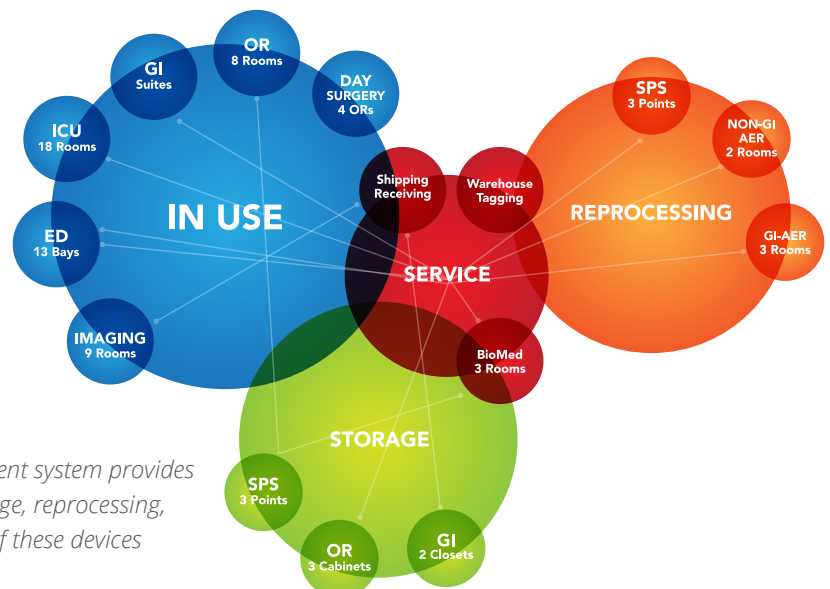 OR
8 Rooms
GI
Suites
DAY
SURGERY
4 ORs
ICU
18 Rooms
ED
13 Bays
IMAGING
9 Rooms
IN USE
Shipping
Receiving
Warehouse
Tagging
SERVICE
BioMed
3 Rooms
SPS
3 Points
NON-GI
AER
2 Rooms
GI-AER
3 Rooms
REPROCESSING
STORAGE
SPS
3 Points
OR
3 Cabinets
GI
2 Closets
ent system provides
ge, reprocessing,
f these devices